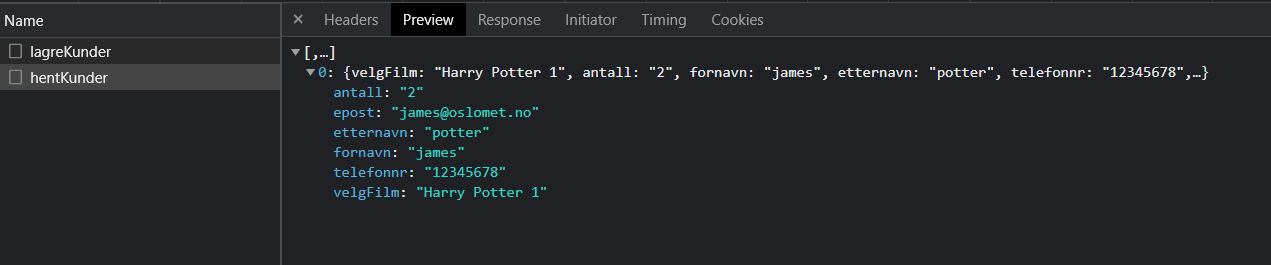 Name
× Headers Preview Response Initiator Timing Cookies
lagreKunder
hentKunder
▼[,…]
▼0: {velgFilm: "Harry Potter 1", antall: "2", fornavn: "james", etternavn: "potter", telefonnr: "12345678",…}
antall: "2"
epost: "james@oslomet.no"
etternavn: "potter"
fornavn: "james"
telefonnr: "12345678"
velgFilm: "Harry Potter 1"